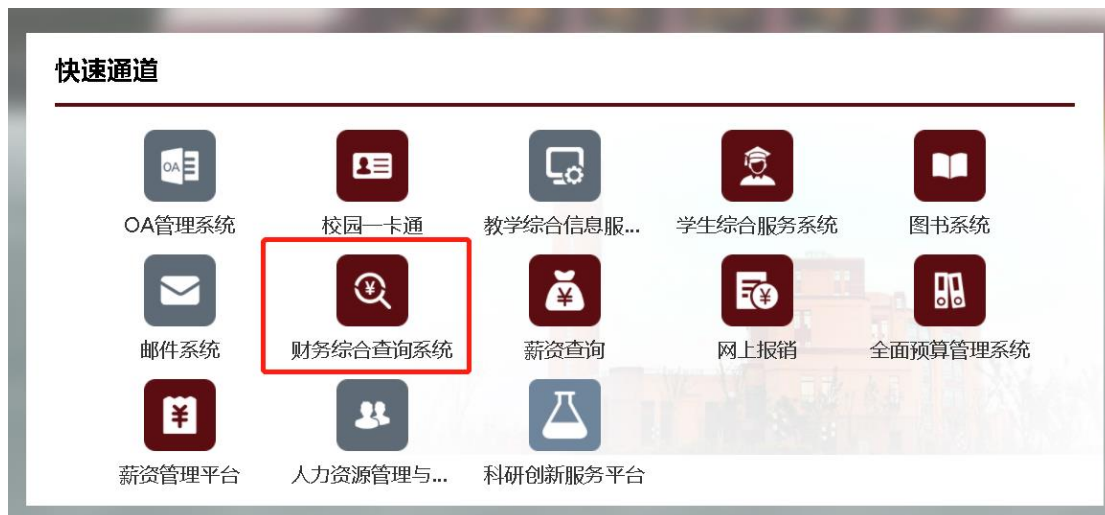 快速通道
OA
OA管理系统
校园一卡通
教学综合信息服...
学生综合服务系统
图书系统
¥
邮件系统
财务综合查询系统
¥
薪资查询
¥
网上报销
全面预算管理系统
¥
薪资管理平台
人力资源管理与...
科研创新服务平台